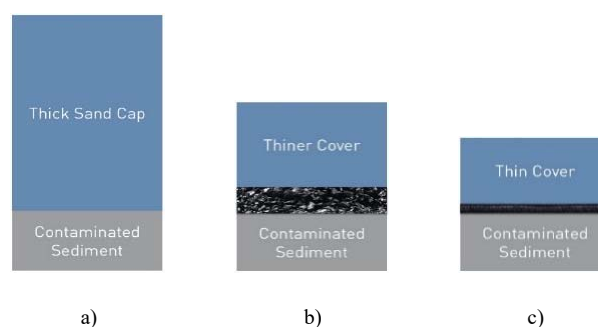 Thick Sand Cap
Contaminated
Sediment
Thiner Cover
Contaminated
Sediment
Thin Cover
Contaminated
Sediment
a)
b)
c)